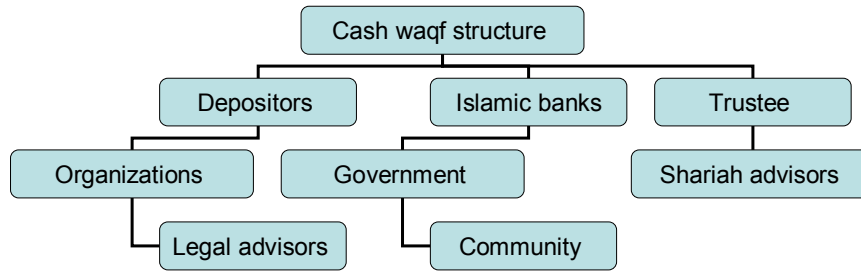 Cash waqf structure
Depositors
Islamic banks
Trustee
Organizations
Government
Shariah advisors
Legal advisors
Community